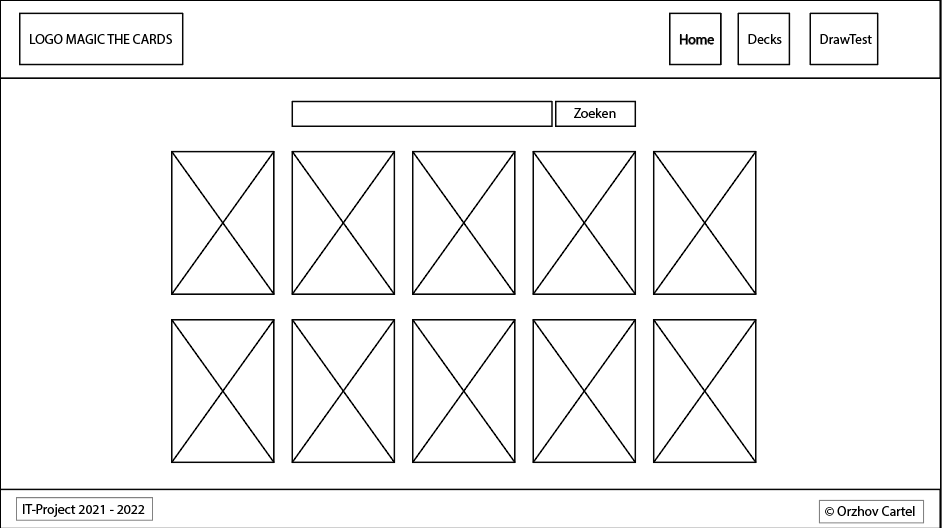 LOGO MAGIC THE CARDS
Home
Decks
DrawTest
Zoeken
IT-Project 2021 - 2022
© Orzhov Cartel